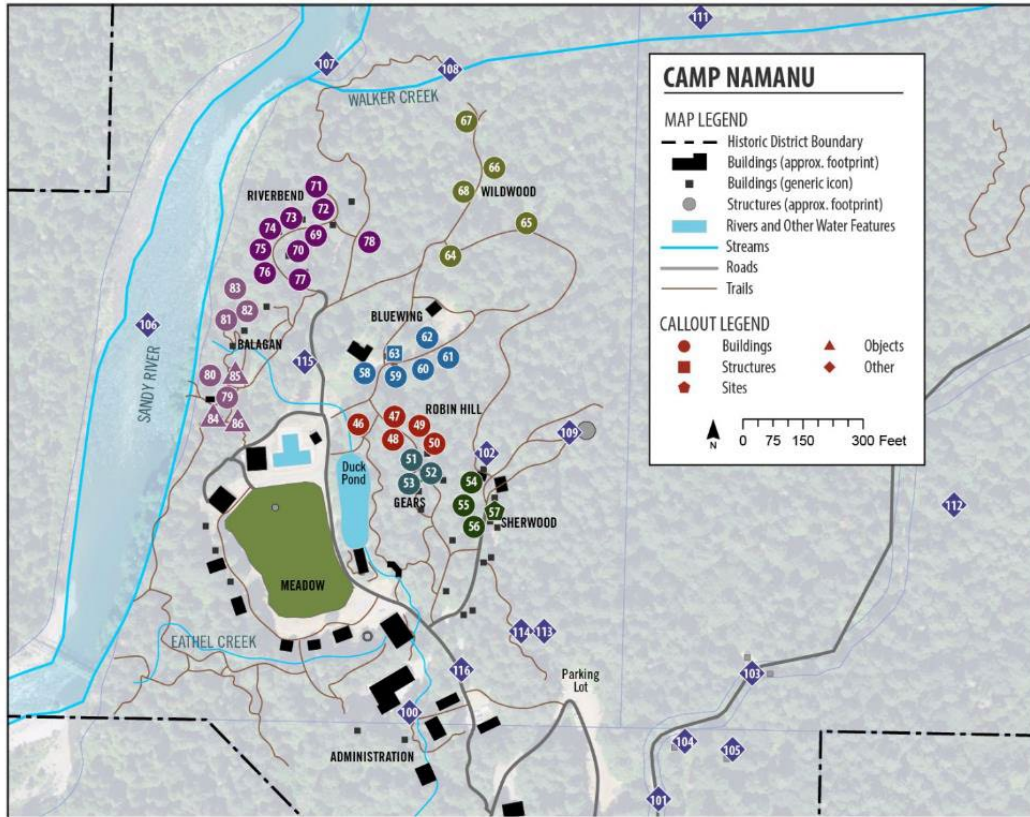 CAMP NAMANU
MAP LEGEND
Historic District Boundary
Buildings (approx. footprint)
Buildings (generic icon)
Structures (approx. footprint)
Rivers and Other Water Features
Streams
Roads
Trails
CALLOUT LEGEND
Buildings
Structures
Sites
Objects
Other
N
0 75 150 300 Feet
111
107
108
WALKER CREEK
67
66
71
RIVERBEND
68
WILDWOOD
72
73
74
69
65
75
70
78
64
76
77
83
82
81
BLUEWING
106
BALAGAN
62
SANDY RIVER
115
63
61
58
59
60
80
85
79
84
86
ROBIN HILL
46
47
49
48
50
109
51
102
52
53
Duck
Pond
54
GEARS
55
57
112
56
SHERWOOD
MEADOW
EATHEL CREEK
114
113
116
Parking
Lot
103
100
104
105
ADMINISTRATION
101